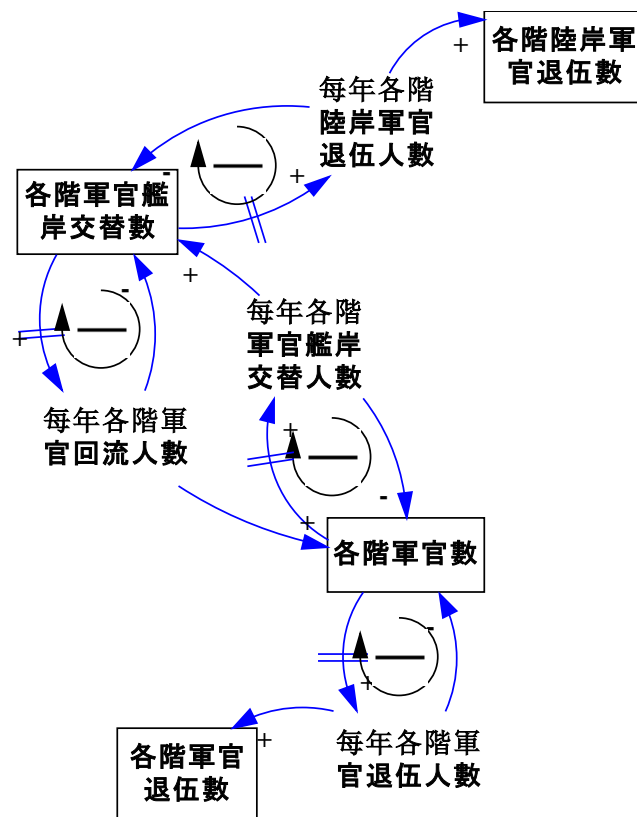 各階陸岸軍
官退伍數
+
每年各階
陸岸軍官
退伍人數
-
+
各階軍官艦
岸交替數
+
-
+
每年各階
軍官艦岸
交替人數
每年各階軍
官回流人數
+
-
+
各階軍官數
-
+
各階軍官
退伍數
+
每年各階軍
官退伍人數